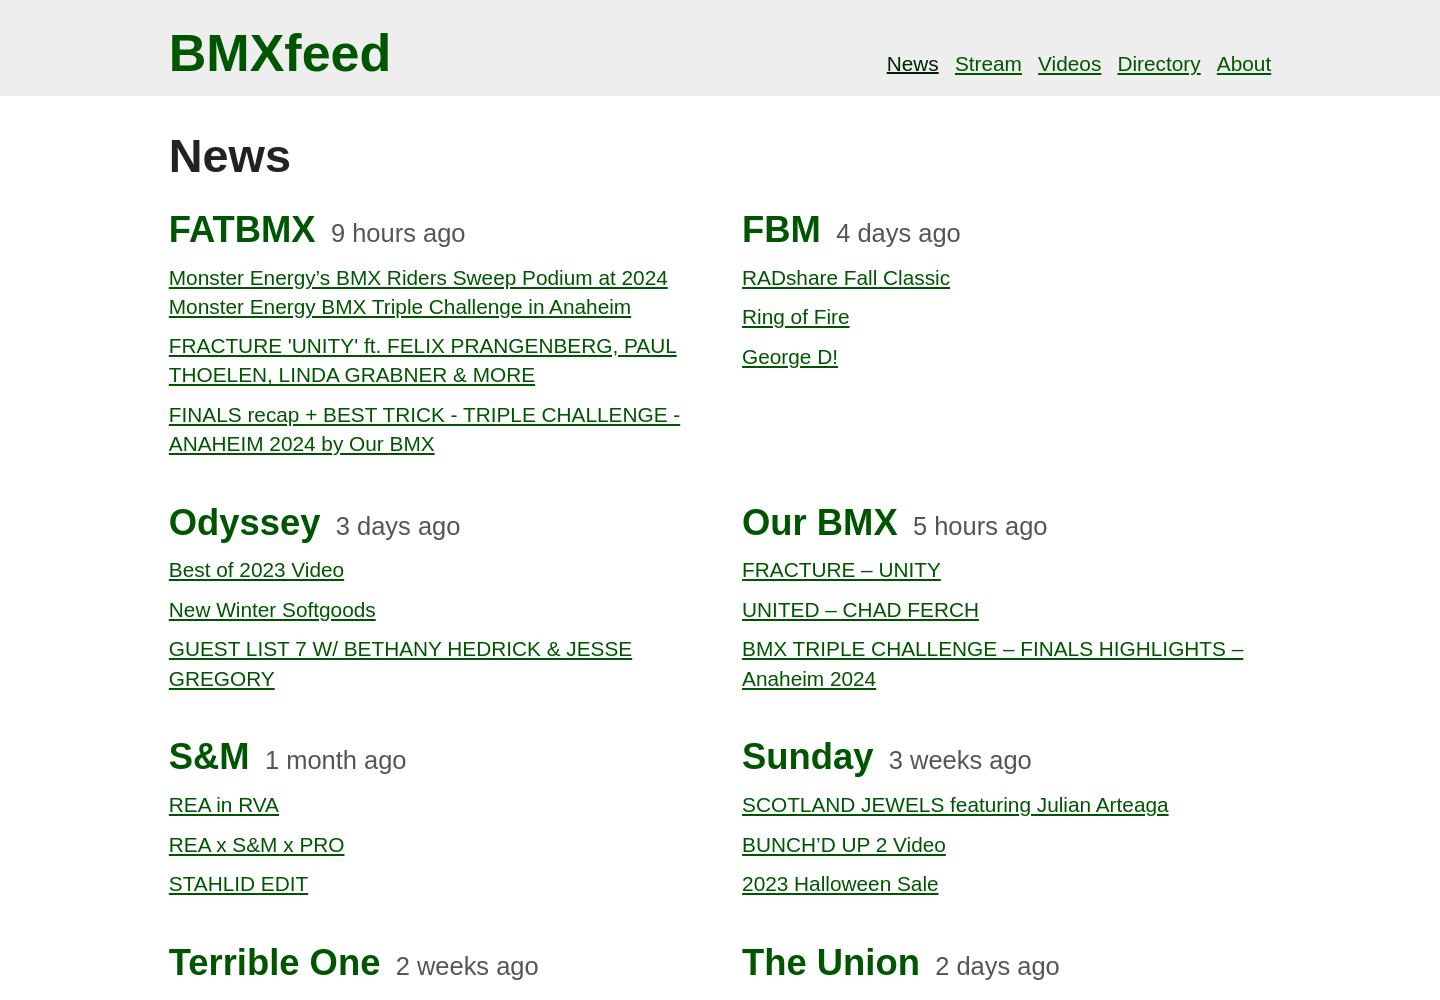 BMXfeed
News Stream Videos Directory About
News
FATBMX 9 hours ago
Monster Energy’s BMX Riders Sweep Podium at 2024
Monster Energy BMX Triple Challenge in Anaheim
FRACTURE 'UNITY' ft. FELIX PRANGENBERG, PAUL
THOELEN, LINDA GRABNER & MORE
FINALS recap + BEST TRICK - TRIPLE CHALLENGE -
ANAHEIM 2024 by Our BMX
FBM 4 days ago
RADshare Fall Classic
Ring of Fire
George D!
Odyssey 3 days ago
Best of 2023 Video
New Winter Softgoods
GUEST LIST 7 W/ BETHANY HEDRICK & JESSE
GREGORY
Our BMX 5 hours ago
FRACTURE – UNITY
UNITED – CHAD FERCH
BMX TRIPLE CHALLENGE – FINALS HIGHLIGHTS –
Anaheim 2024
S&M 1 month ago
REA in RVA
REA x S&M x PRO
STAHLID EDIT
Sunday 3 weeks ago
SCOTLAND JEWELS featuring Julian Arteaga
BUNCH’D UP 2 Video
2023 Halloween Sale
Terrible One 2 weeks ago
The Union 2 days ago